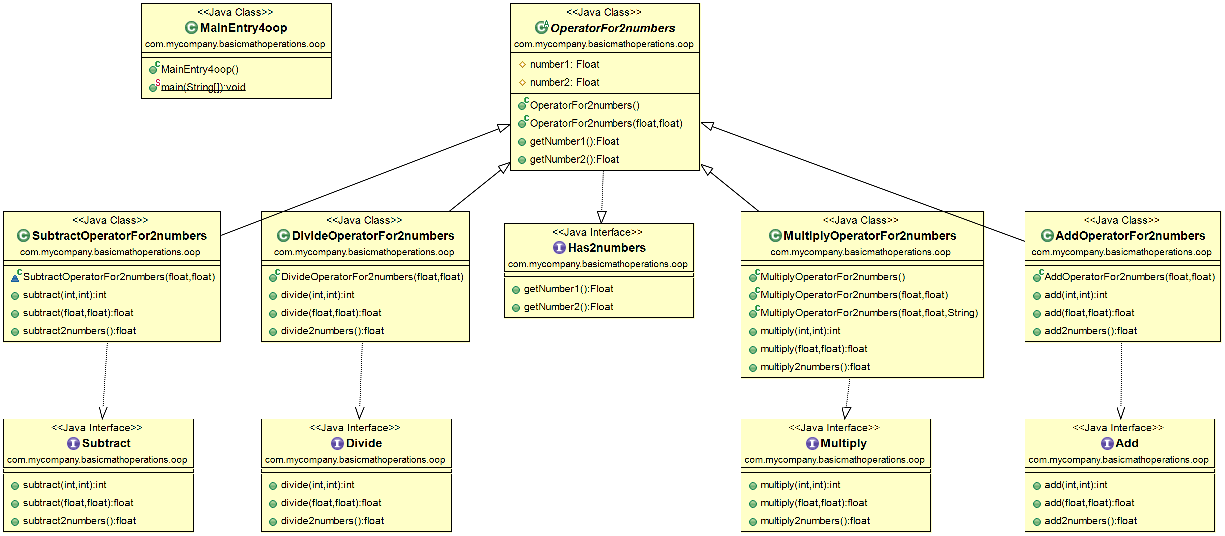 <<Java Class>>
MainEntry4oop
com.mycompany.basicmathoperations.oop
MainEntry4oop()
main(String[]):void
<<Java Class>>
OperatorFor2numbers
com.mycompany.basicmathoperations.oop
number1: Float
number2: Float
OperatorFor2numbers()
OperatorFor2numbers(float,float)
getNumber1():Float
getNumber2():Float
<<Java Class>>
SubtractOperatorFor2numbers
com.mycompany.basicmathoperations.oop
SubtractOperatorFor2numbers(float,float)
subtract(int,int):int
subtract(float,float):float
subtract2numbers():float
<<Java Class>>
DivideOperatorFor2numbers
com.mycompany.basicmathoperations.oop
DivideOperatorFor2numbers(float,float)
divide(int,int):int
divide(float,float):float
divide2numbers():float
<<Java Interface>>
Has2numbers
com.mycompany.basicmathoperations.oop
getNumber1():Float
getNumber2():Float
<<Java Class>>
MultiplyOperatorFor2numbers
com.mycompany.basicmathoperations.oop
MultiplyOperatorFor2numbers()
MultiplyOperatorFor2numbers(float,float)
MultiplyOperatorFor2numbers(float,float,String)
multiply(int,int):int
multiply(float,float):float
multiply2numbers():float
<<Java Class>>
AddOperatorFor2numbers
com.mycompany.basicmathoperations.oop
AddOperatorFor2numbers(float,float)
add(int,int):int
add(float,float):float
add2numbers():float
<<Java Interface>>
Subtract
com.mycompany.basicmathoperations.oop
subtract(int,int):int
subtract(float,float):float
subtract2numbers():float
<<Java Interface>>
Divide
com.mycompany.basicmathoperations.oop
divide(int,int):int
divide(float,float):float
divide2numbers():float
<<Java Interface>>
Multiply
com.mycompany.basicmathoperations.oop
multiply(int,int):int
multiply(float,float):float
multiply2numbers():float
<<Java Interface>>
Add
com.mycompany.basicmathoperations.oop
add(int,int):int
add(float,float):float
add2numbers():float